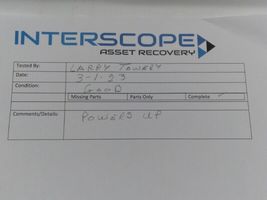 INTERSCOPE
ASSET RECOVERY
Tested By: LARRY TOWERY
Date: 3-1-23
Condition: GOOD
Missing Parts Parts Only Complete ✓
Comments/Details: POWERS UP